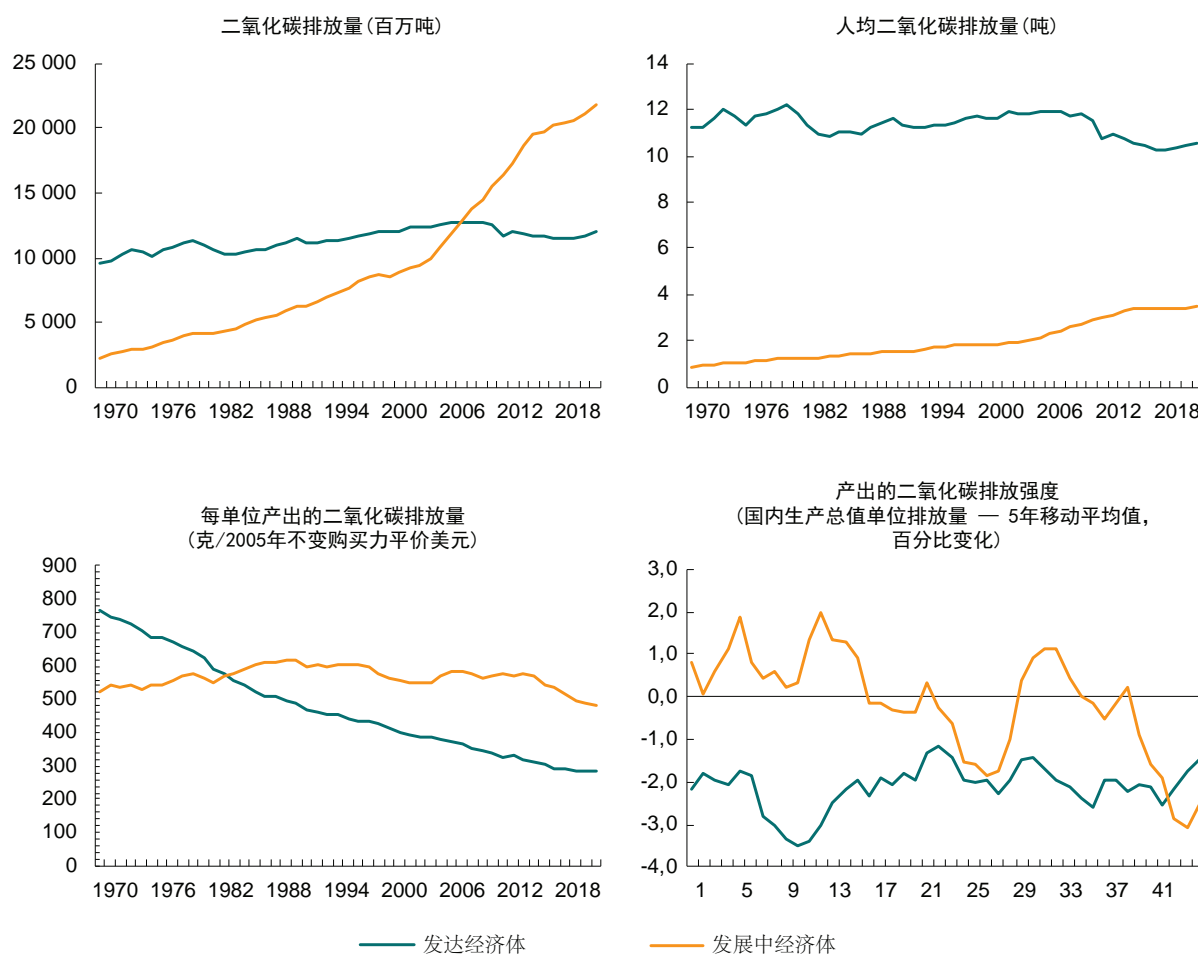 二氧化碳排放量(百万吨)
25 000
20 000
15 000
10 000
5 000
0
1970 1976 1982 1988 1994 2000 2006 2012 2018
人均二氧化碳排放量(吨)
14
12
10
8
6
4
2
0
1970 1976 1982 1988 1994 2000 2006 2012 2018
每单位产出的二氧化碳排放量
(克/2005年不变购买力平价美元)
900
800
700
600
500
400
300
200
100
0
1970 1976 1982 1988 1994 2000 2006 2012 2018
产出的二氧化碳排放强度
(国内生产总值单位排放量 — 5年移动平均值,
百分比变化)
3,0
2,0
1,0
0,0
-1,0
-2,0
-3,0
-4,0
1 5 9 13 17 21 25 29 33 37 41
发达经济体 发展中经济体